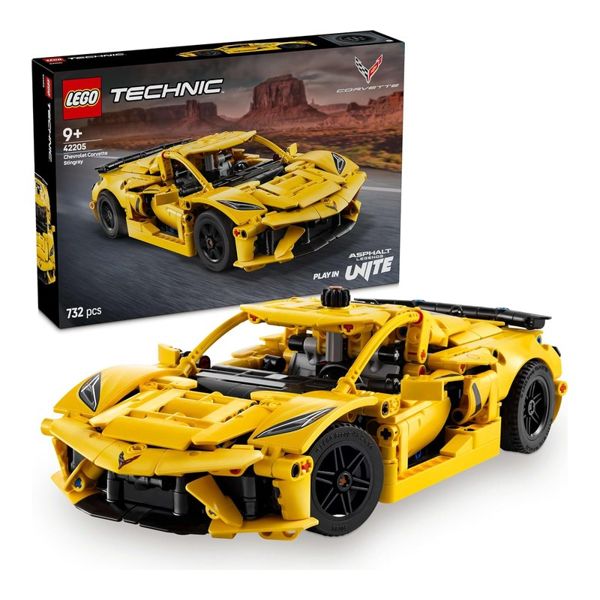 LEGO
TECHNIC
CORVETTE
9+
42205
Chevrolet Corvette
Stingray
ASPHALT
LEGENDS
PLAY IN
UNITE
732 pcs